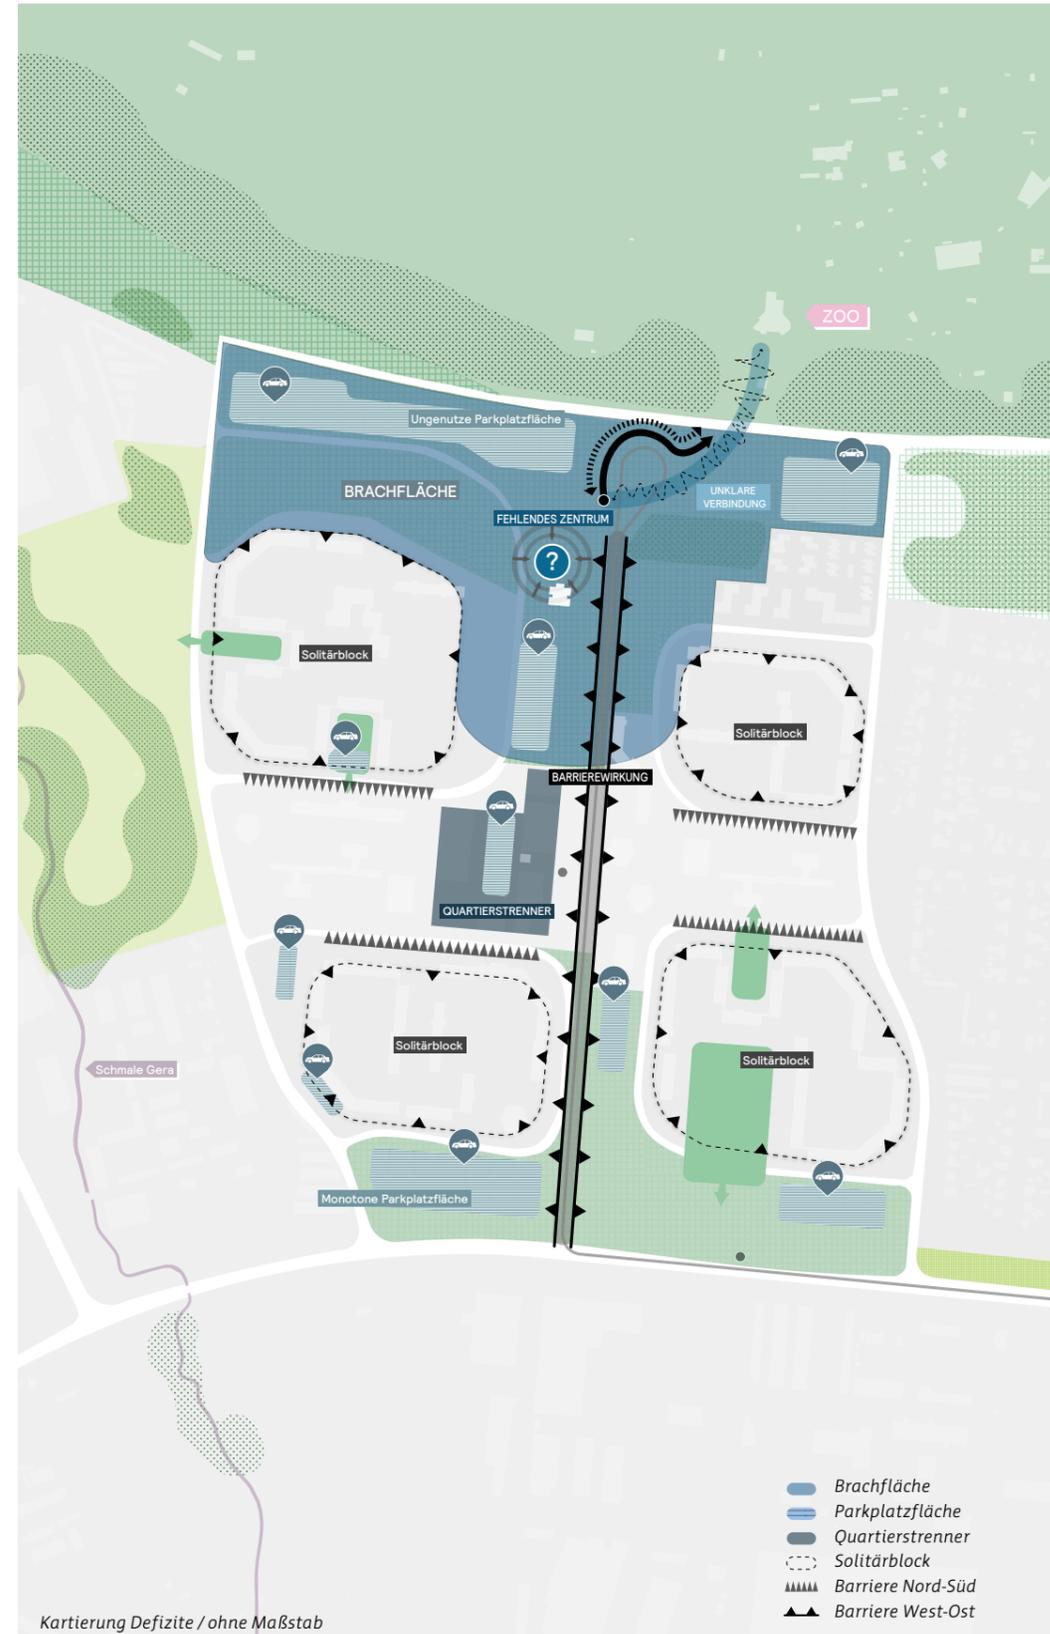 ZOO
Ungenutze Parkplatzfläche
BRACHFLÄCHE
UNKLARE
VERBINDUNG
FEHLENDES ZENTRUM
?
Solitärblock
Solitärblock
BARRIEREWIRKUNG
QUARTIERSTRENNER
Solitärblock
Solitärblock
Schmale Gera
Monotone Parkplatzfläche
Brachfläche
Parkplatzfläche
Quartierstrenner
Solitärblock
Barriere Nord-Süd
Barriere West-Ost
Kartierung Defizite / ohne Maßstab